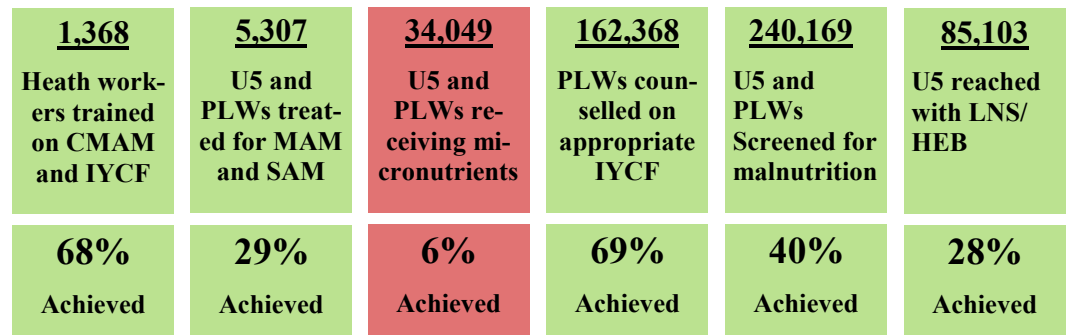 1,368
Heath work-
ers trained
on CMAM
and IYCF
5,307
U5 and
PLWs treat-
ed for MAM
and SAM
34,049
U5 and
PLWs re-
ceiving mi-
cronutrients
162,368
PLWs coun-
selled on
appropriate
IYCF
240,169
U5 and
PLWs
Screened for
malnutrition
85,103
U5 reached
with LNS/
HEB
68%
Achieved
29%
Achieved
6%
Achieved
69%
Achieved
40%
Achieved
28%
Achieved